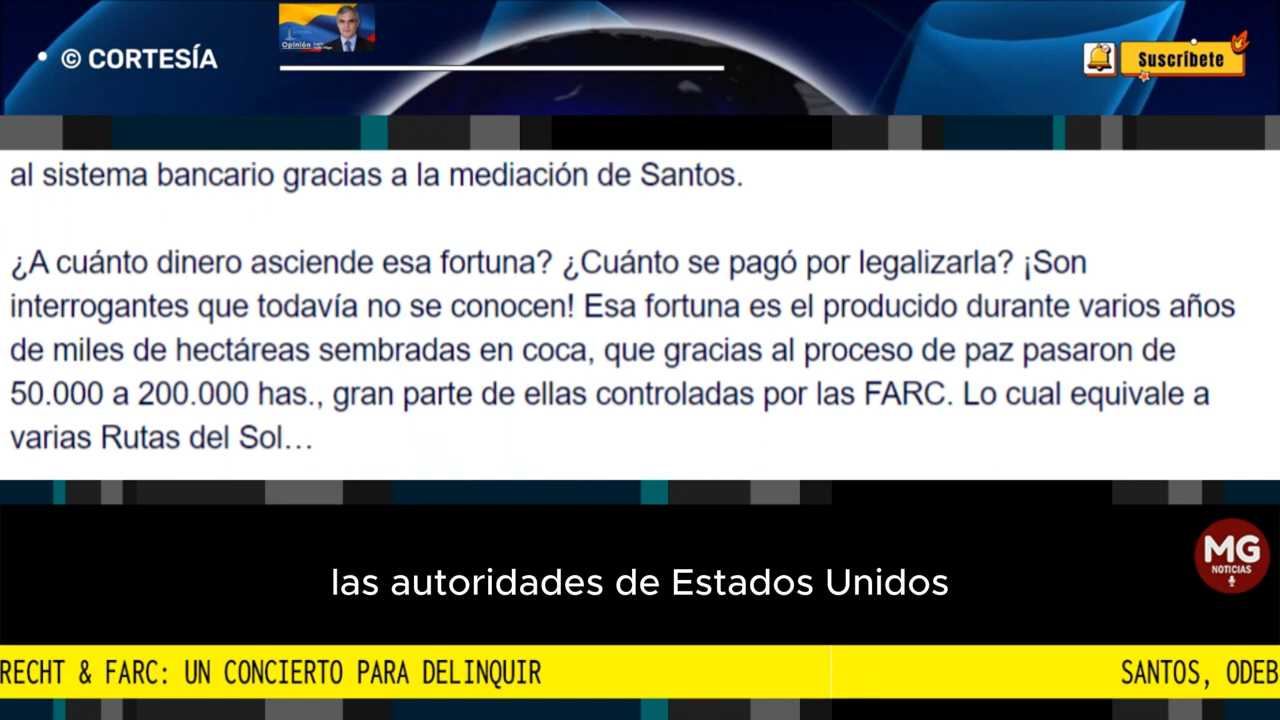 © CORTESÍA
Opinión
Suscríbete
al sistema bancario gracias a la mediación de Santos.
¿A cuánto dinero asciende esa fortuna? ¿Cuánto se pagó por legalizarla? ¡Son
interrogantes que todavía no se conocen! Esa fortuna es el producido durante varios años
de miles de hectáreas sembradas en coca, que gracias al proceso de paz pasaron de
50.000 a 200.000 has., gran parte de ellas controladas por las FARC. Lo cual equivale a
varias Rutas del Sol…
MG
NOTICIAS
las autoridades de Estados Unidos
RECHT & FARC: UN CONCIERTO PARA DELINQUIR
SANTOS, ODEB